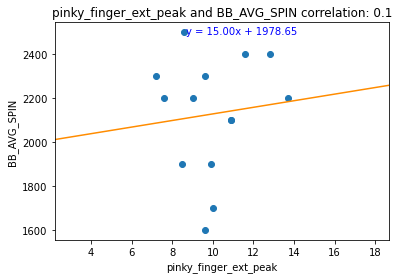 pinky_finger_ext_peak and BB_AVG_SPIN correlation: 0.1
y = 15.00x + 1978.65
BB_AVG_SPIN
2400
2200
2000
1800
1600
4 6 8 10 12 14 16 18
pinky_finger_ext_peak